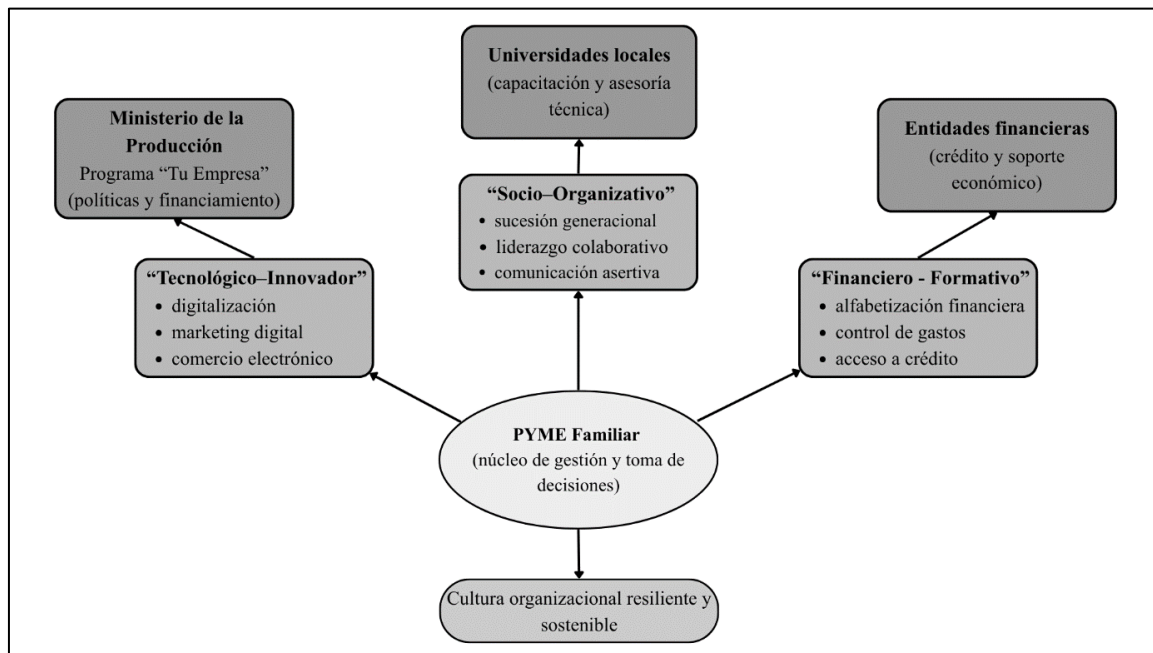 Universidades locales
(capacitación y asesoría
técnica)
Ministerio de la
Producción
Programa “Tu Empresa”
(políticas y financiamiento)
Entidades financieras
(crédito y soporte
económico)
“Socio–Organizativo”
• sucesión generacional
• liderazgo colaborativo
• comunicación asertiva
“Tecnológico–Innovador”
• digitalización
• marketing digital
• comercio electrónico
“Financiero - Formativo”
• alfabetización financiera
• control de gastos
• acceso a crédito
PYME Familiar
(núcleo de gestión y toma de
decisiones)
Cultura organizacional resiliente y
sostenible